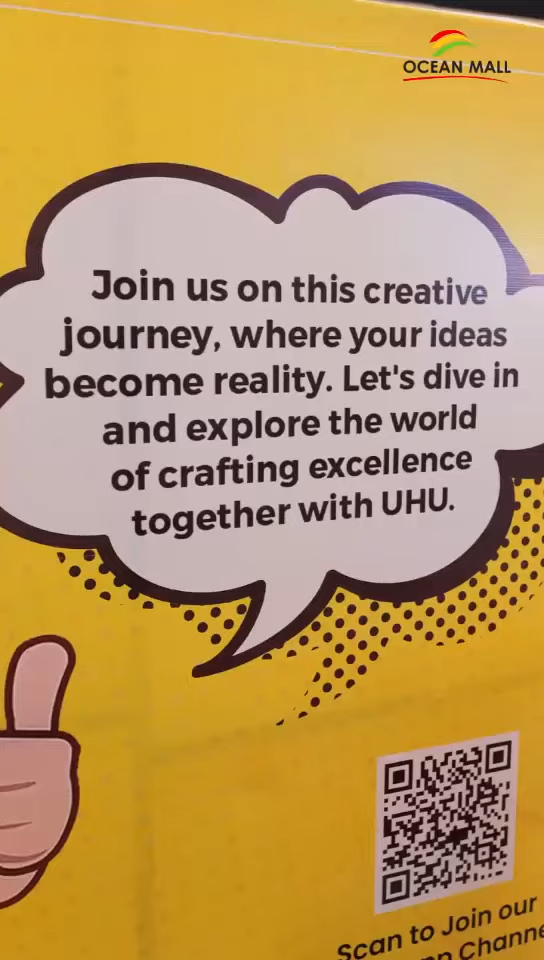 OCEAN MALL
Join us on this creative
journey, where your ideas
become reality. Let's dive in
and explore the world
of crafting excellence
together with UHU.
Scan to Join our